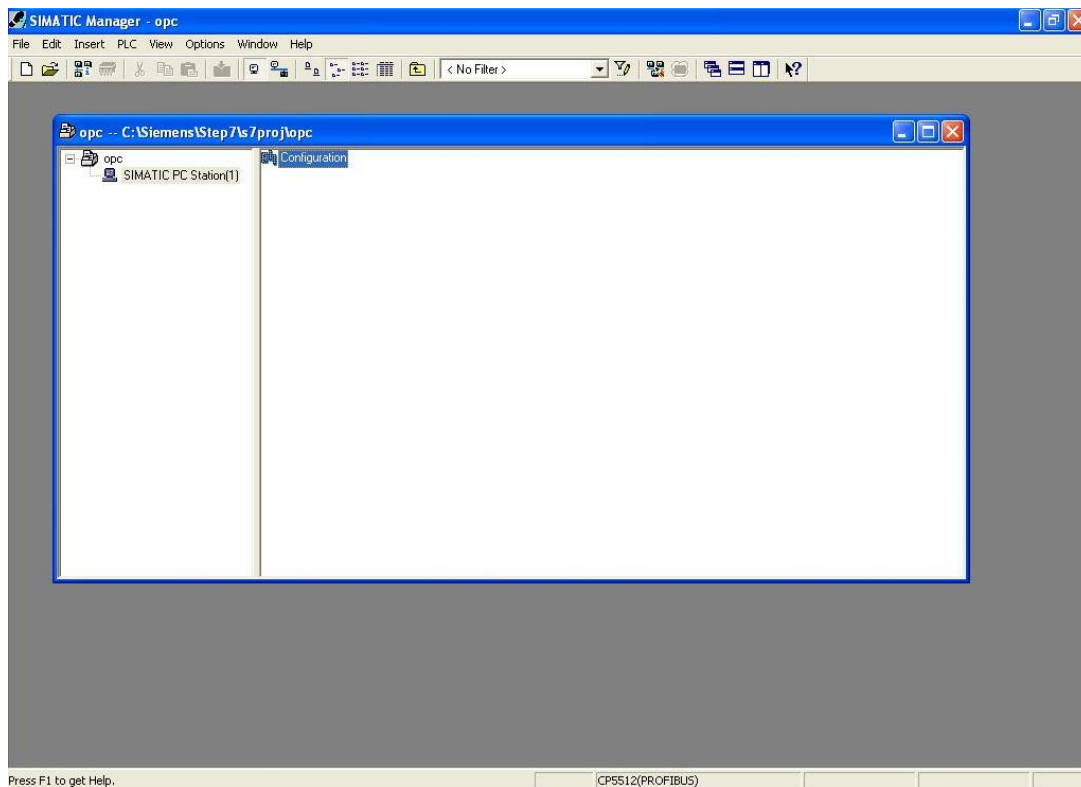 SIMATIC Manager - opc
File Edit Insert PLC View Options Window Help
< No Filter >
opc -- C:\Siemens\Step7\s7proj\opc
opc
SIMATIC PC Station(1)
Configuration
Press F1 to get Help.
CP5512(PROFIBUS)